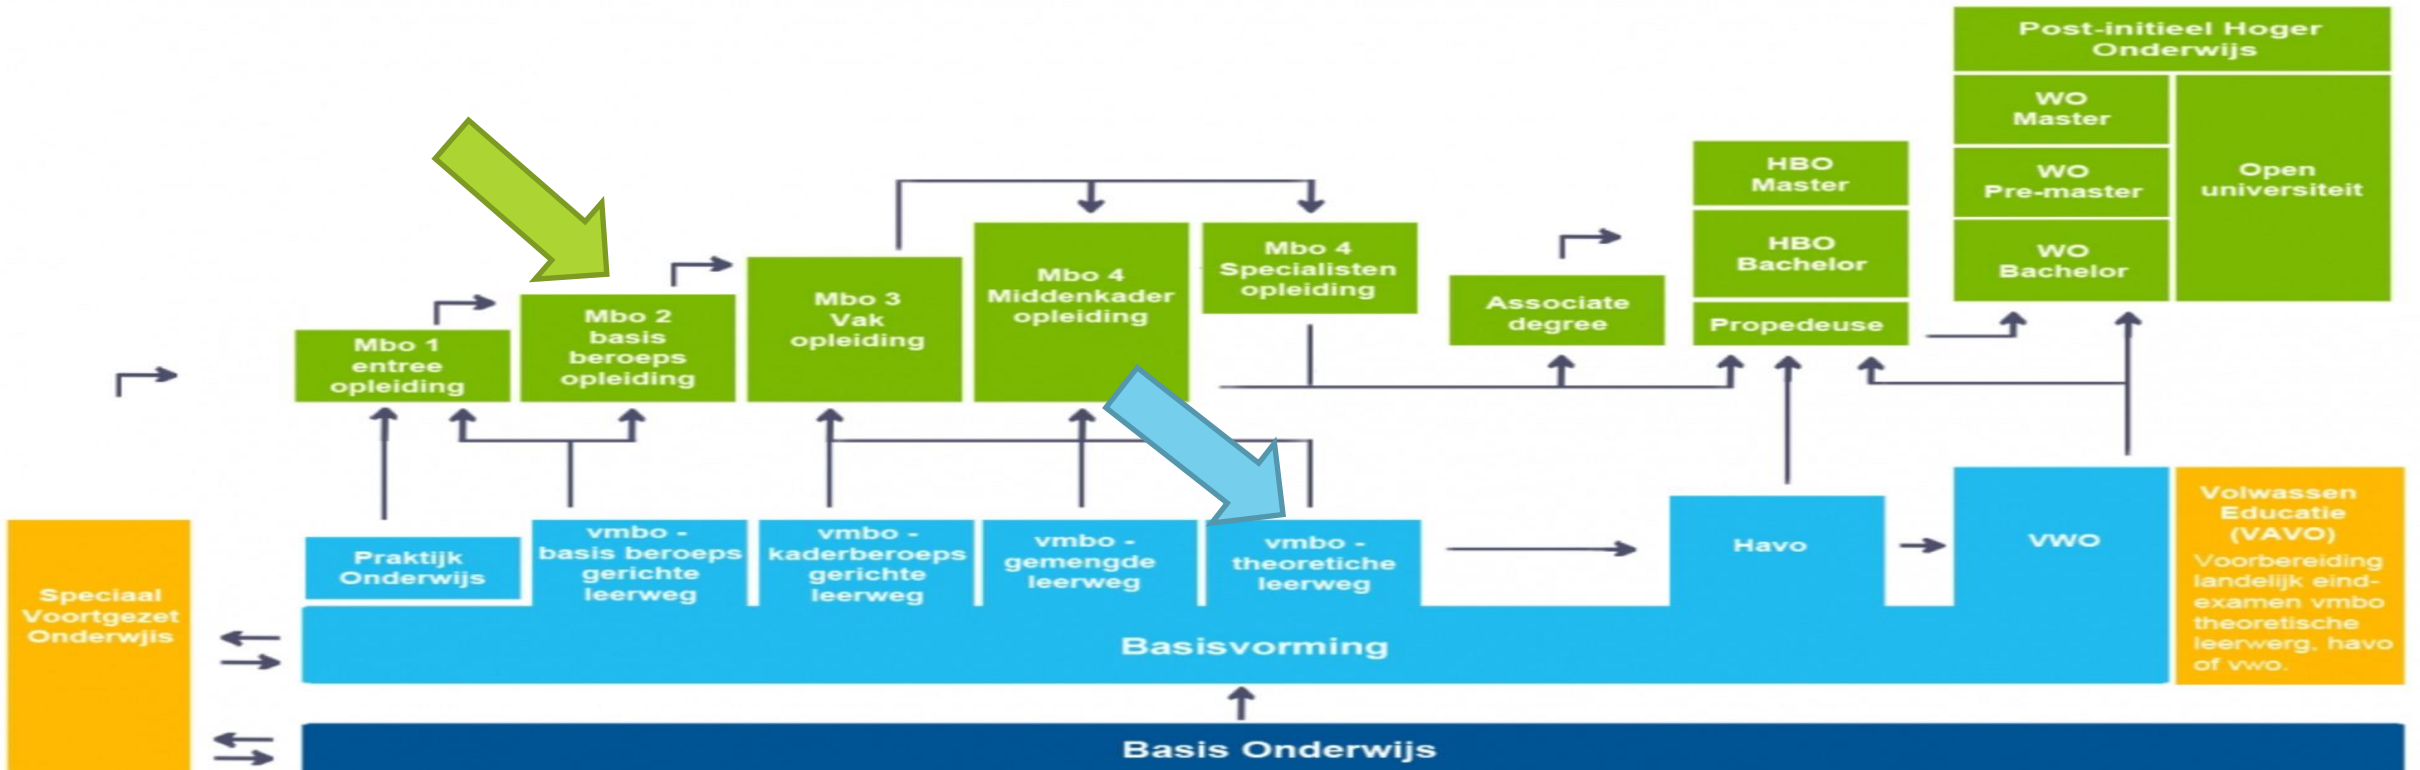 Post-initieel Hoger
Onderwijs
WO
Master
WO
Pre-master
WO
Bachelor
Open
universiteit
HBO
Master
HBO
Bachelor
Propedeuse
Associate
degree
Mbo 4
Specialisten
opleiding
Mbo 4
Middenkader
opleiding
Mbo 3
Vak
opleiding
Mbo 2
basis
beroeps
opleiding
Mbo 1
entree
opleiding
Speciaal
Voortgezet
Onderwjis
Praktijk
Onderwijs
vmbo -
basis beroeps
gerichte
leerweg
vmbo -
kaderberoeps
gerichte
leerweg
vmbo -
gemengde
leerweg
vmbo -
theoretiche
leerweg
Havo
VWO
Volwassen
Educatie
(VAVO)
Voorbereiding
landelijk eind-
examen vmbo
theoretische
leerwerg, havo
of vwo.
Basisvorming
Basis Onderwijs